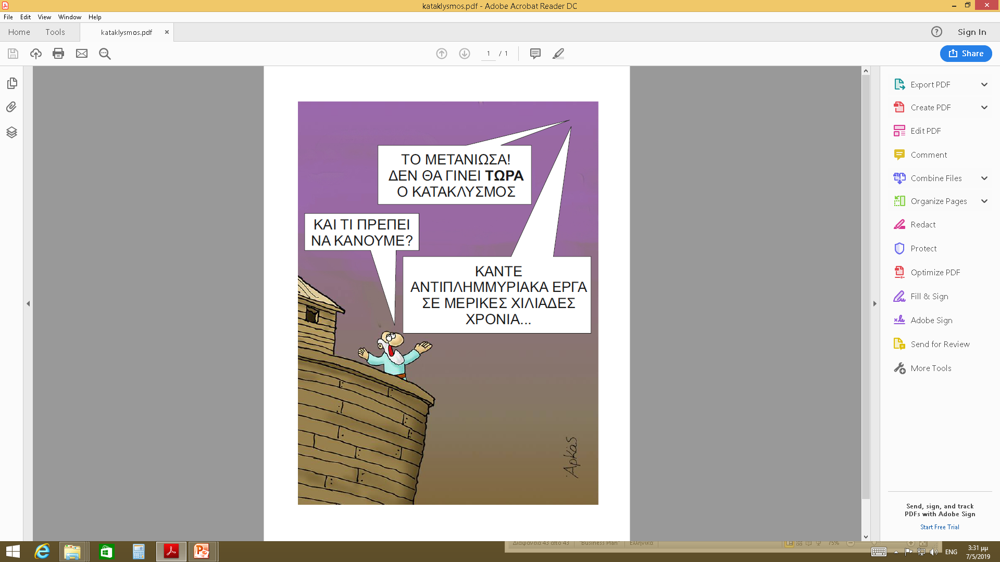 kataklysmos.pdf - Adobe Acrobat Reader DC
File Edit View Window Help
Home Tools kataklysmos.pdf × ? Sign In
1 / 1 Share
ΤΟ ΜΕΤΑΝΙΩΣΑ!
ΔΕΝ ΘΑ ΓΙΝΕΙ ΤΩΡΑ
Ο ΚΑΤΑΚΛΥΣΜΟΣ
ΚΑΙ ΤΙ ΠΡΕΠΕΙ
ΝΑ ΚΑΝΟΥΜΕ?
ΚΑΝΤΕ
ΑΝΤΙΠΛΗΜΜΥΡΙΑΚΑ ΕΡΓΑ
ΣΕ ΜΕΡΙΚΕΣ ΧΙΛΙΑΔΕΣ
ΧΡΟΝΙΑ...
Αρκάς
Export PDF
Create PDF
Edit PDF
Comment
Combine Files
Organize Pages
Redact
Protect
Optimize PDF
Fill & Sign
Adobe Sign
Send for Review
More Tools
Send, sign, and track
PDFs with Adobe Sign
Start Free Trial
Διαφάνεια 43 από 43 Business Plan Ελληνικά 75%
ENG
3:31 μμ
7/5/2019